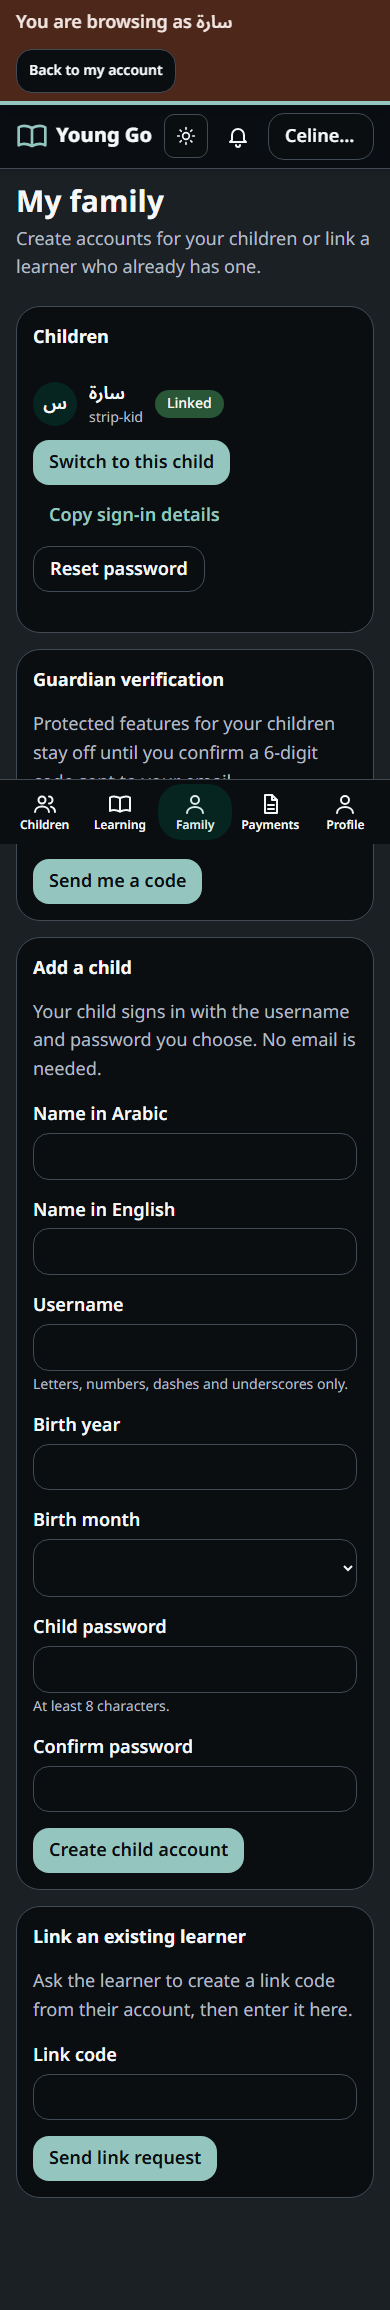 You are browsing as سارة
Back to my account
Young Go
Celine...
My family
Create accounts for your children or link a
learner who already has one.
Children
س
سارة
strip-kid
Linked
Switch to this child
Copy sign-in details
Reset password
Guardian verification
Protected features for your children
stay off until you confirm a 6-digit
Children
Learning
Family
Payments
Profile
Send me a code
Add a child
Your child signs in with the username
and password you choose. No email is
needed.
Name in Arabic
Name in English
Username
Letters, numbers, dashes and underscores only.
Birth year
Birth month
Child password
At least 8 characters.
Confirm password
Create child account
Link an existing learner
Ask the learner to create a link code
from their account, then enter it here.
Link code
Send link request